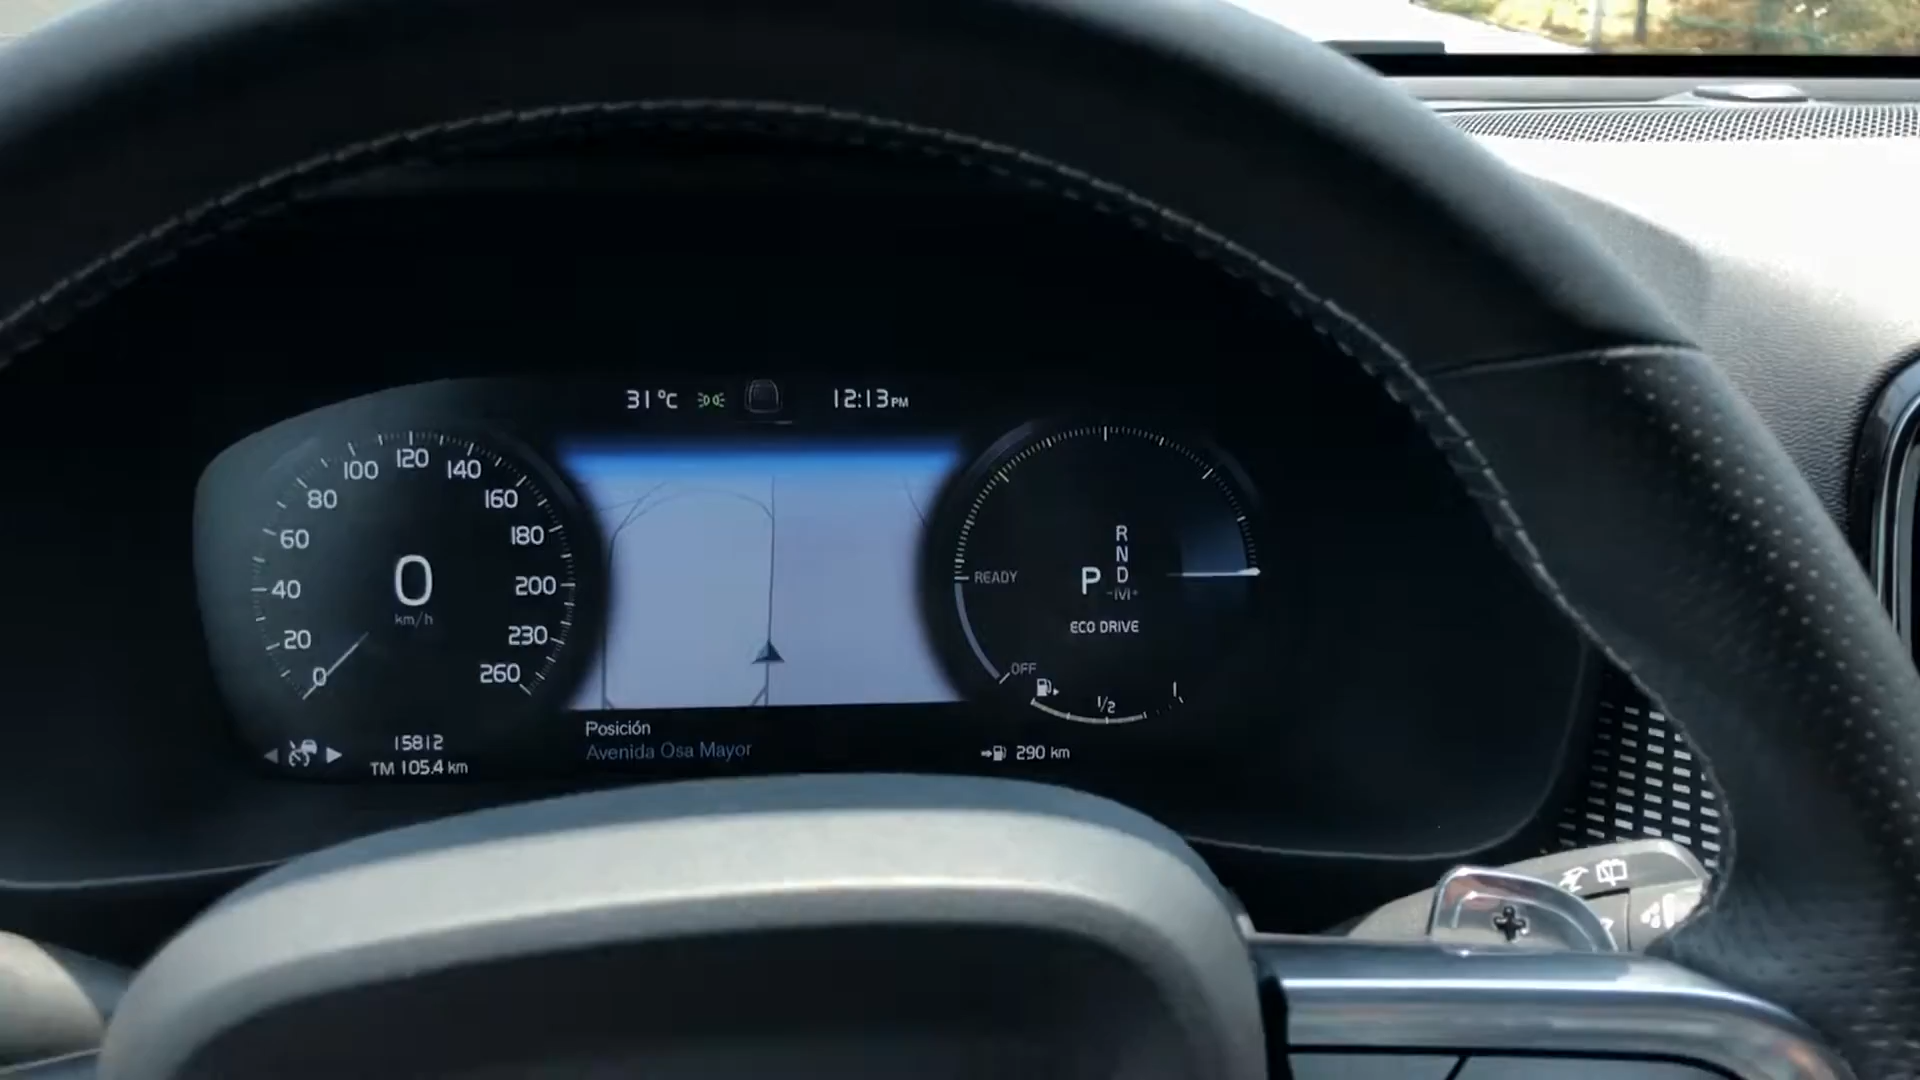 31°C 12:13 PM
0
20
40
60
80
100
120
140
160
180
200
230
260
0
km/h
15812
TM 105.4 km
Posición
Avenida Osa Mayor
READY
OFF
R
N
P D
-M+
ECO DRIVE
1/2
1
290 km